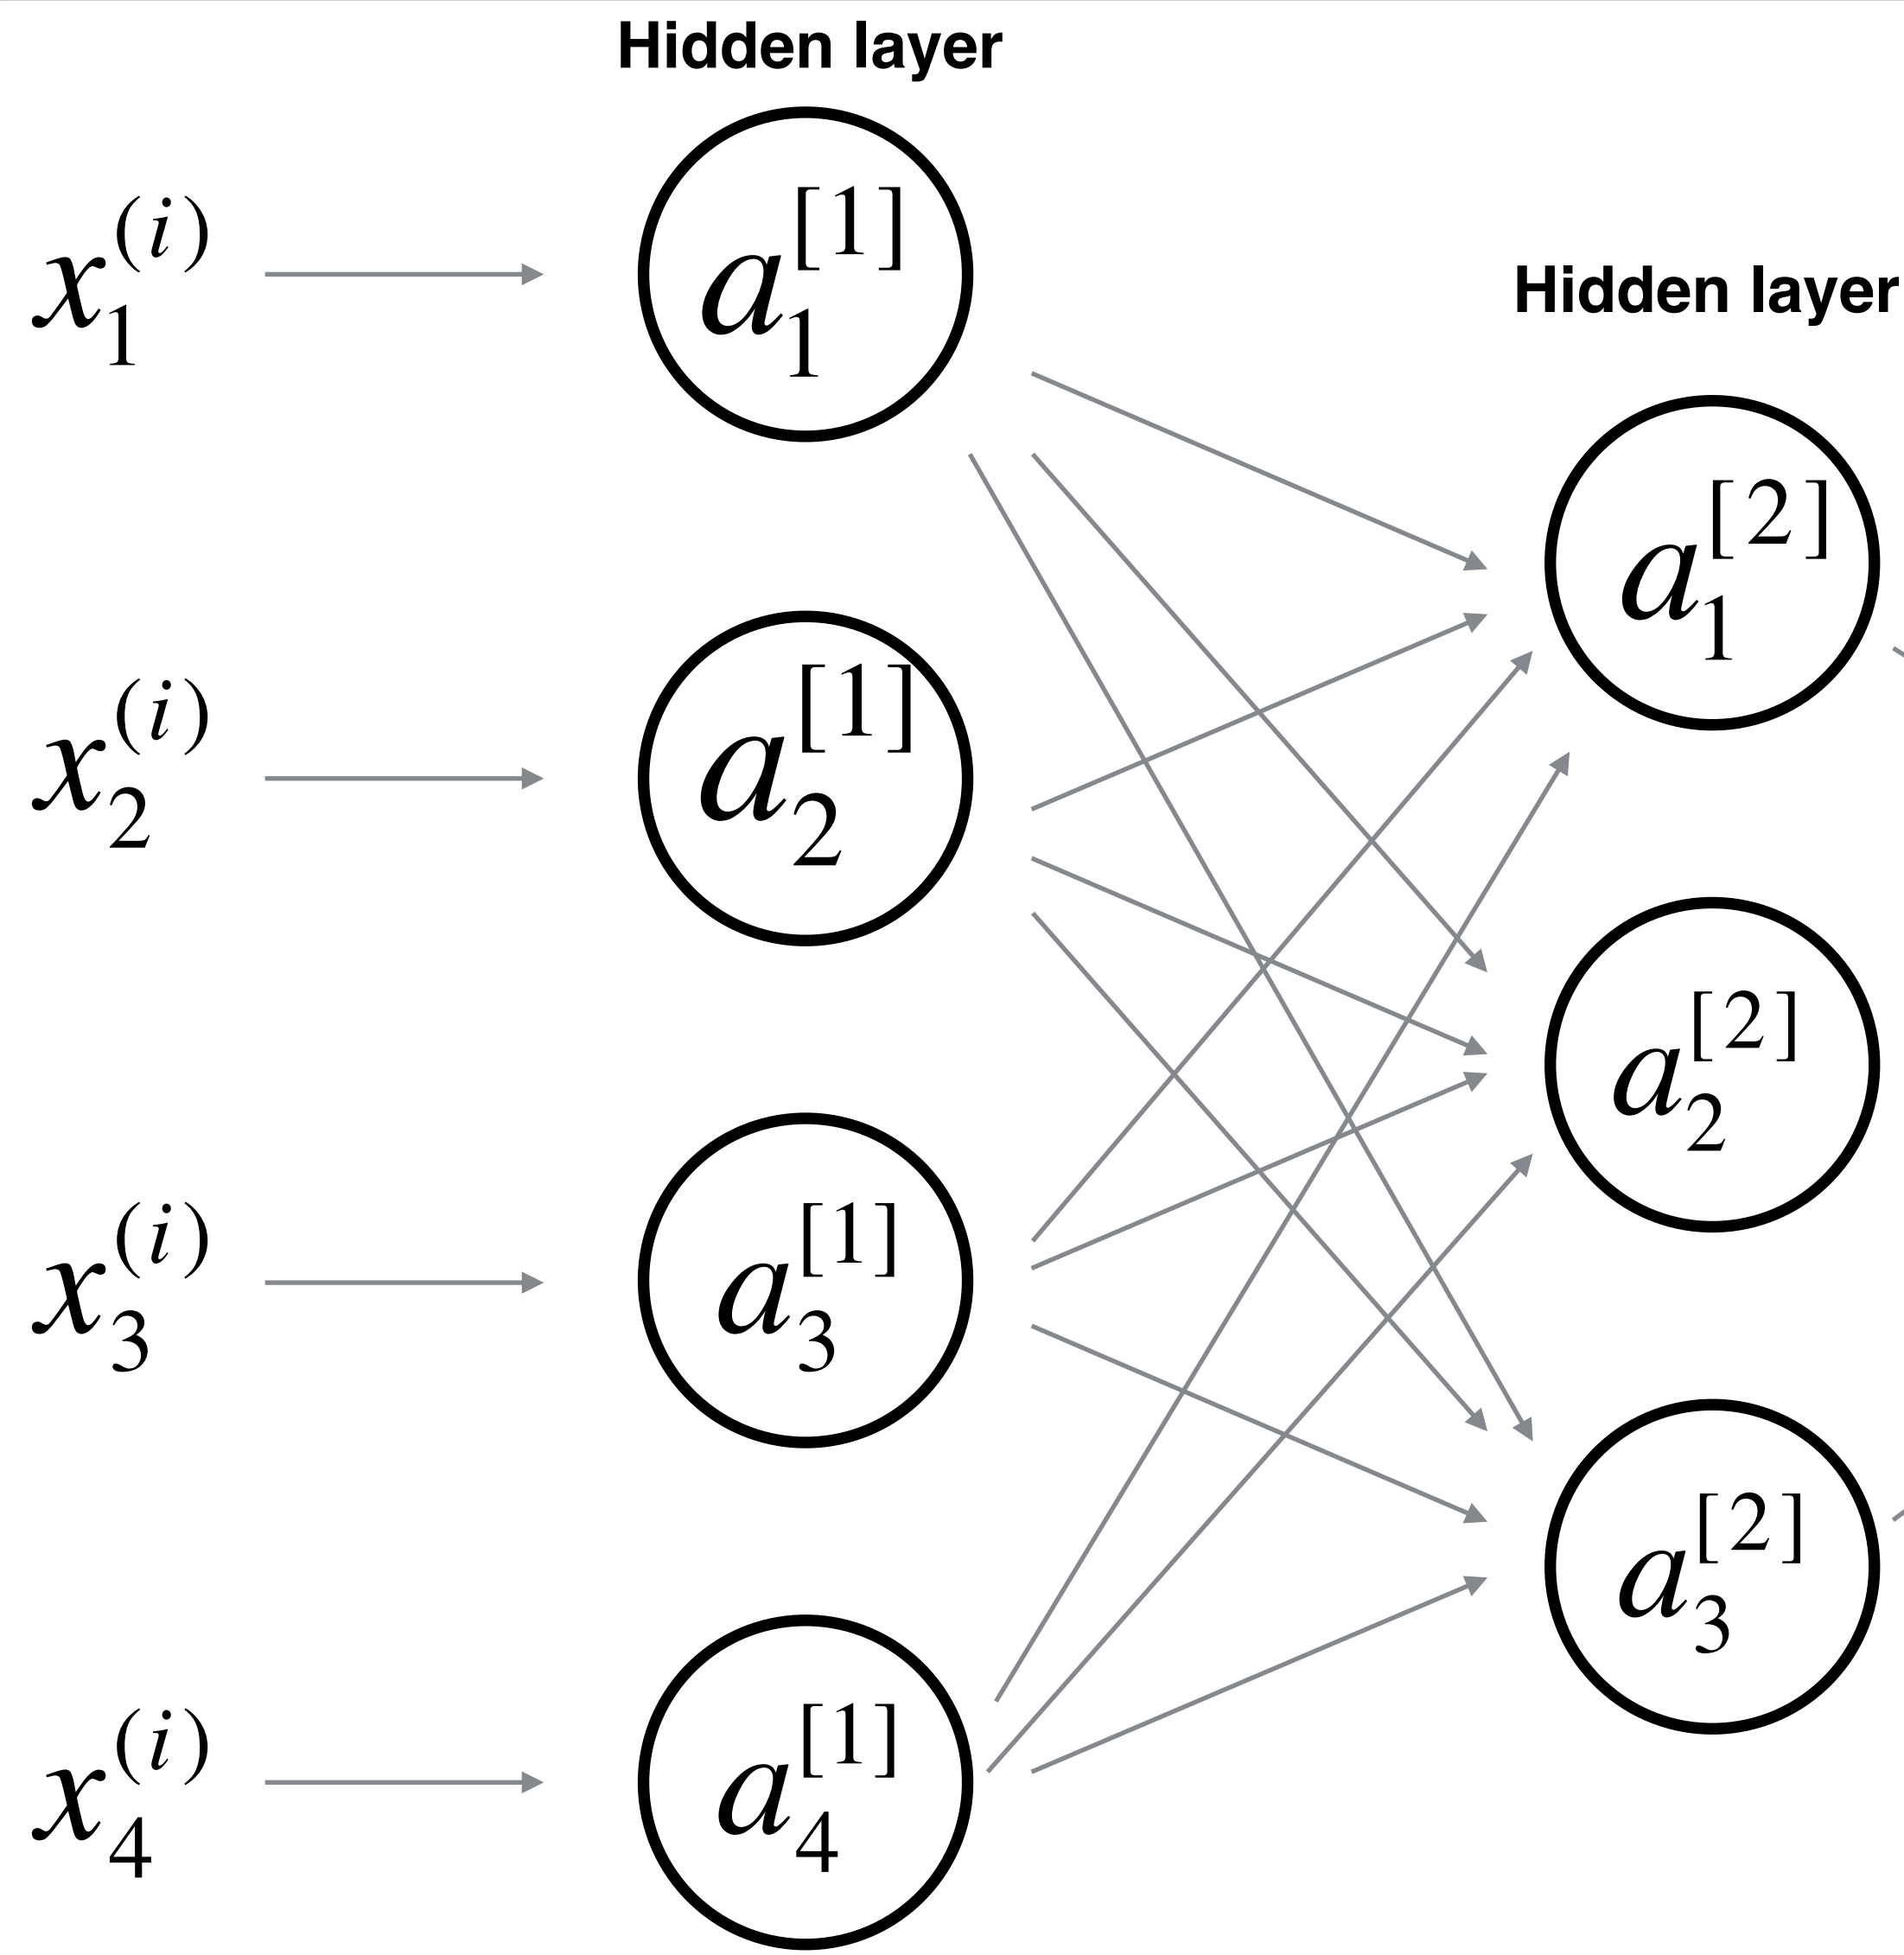 Hidden layer
x_1^{(i)}
a_1^{[1]}
Hidden layer
a_1^{[2]}
x_2^{(i)}
a_2^{[1]}
a_2^{[2]}
x_3^{(i)}
a_3^{[1]}
a_3^{[2]}
x_4^{(i)}
a_4^{[1]}